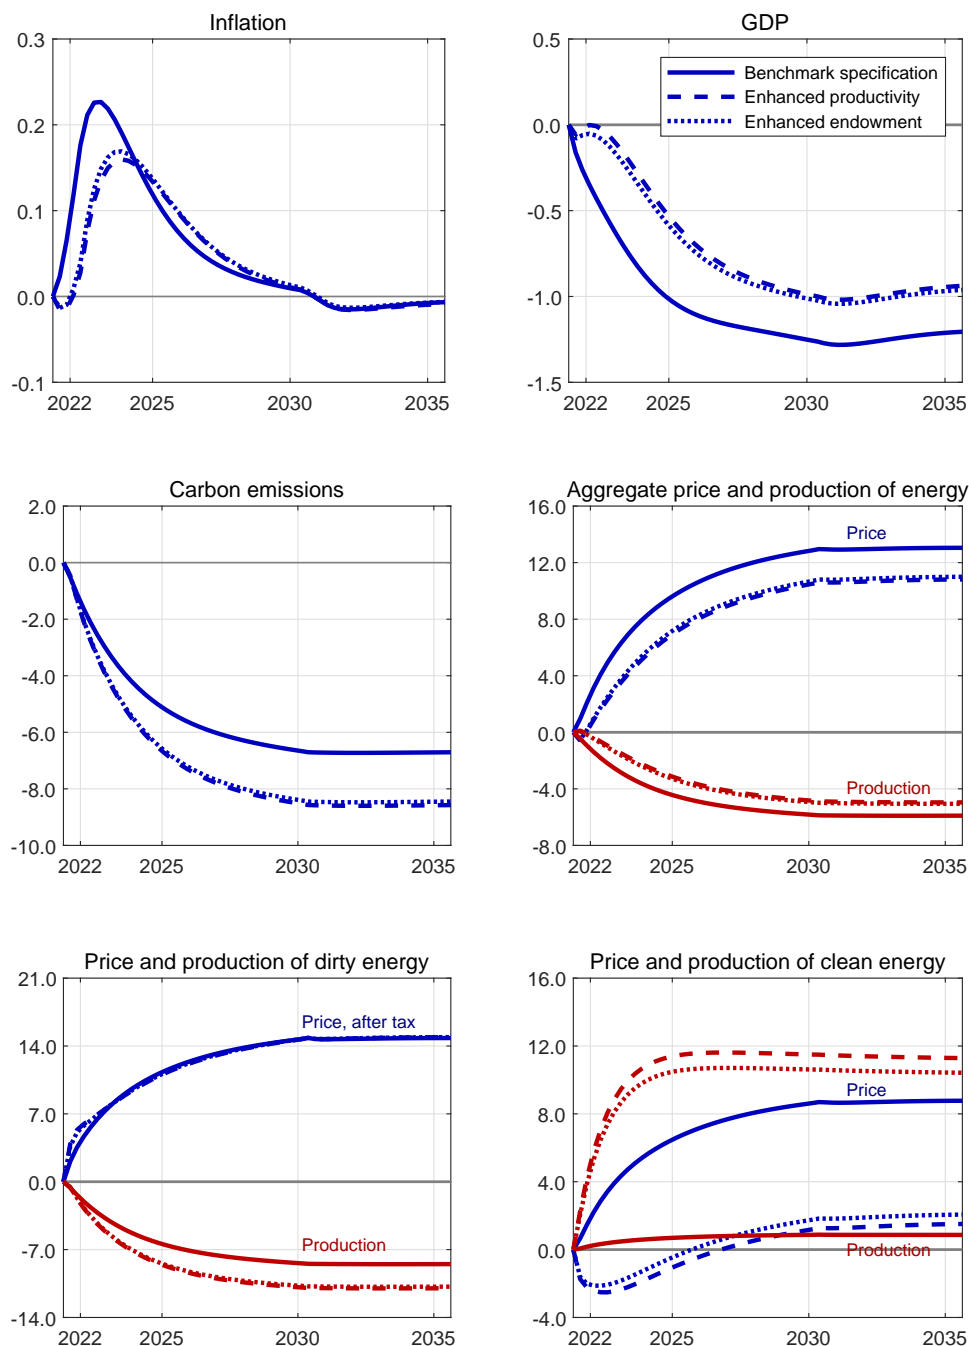 Inflation
0.3
0.2
0.1
0.0
-0.1
2022 2025 2030 2035
GDP
0.5
0.0
-0.5
-1.0
-1.5
Benchmark specification
Enhanced productivity
Enhanced endowment
2022 2025 2030 2035
Carbon emissions
2.0
0.0
-2.0
-4.0
-6.0
-8.0
-10.0
2022 2025 2030 2035
Aggregate price and production of energy
16.0
12.0
8.0
4.0
0.0
-4.0
-8.0
Price
Production
2022 2025 2030 2035
Price and production of dirty energy
21.0
14.0
7.0
0.0
-7.0
-14.0
Price, after tax
Production
2022 2025 2030 2035
Price and production of clean energy
16.0
12.0
8.0
4.0
0.0
-4.0
Price
Production
2022 2025 2030 2035